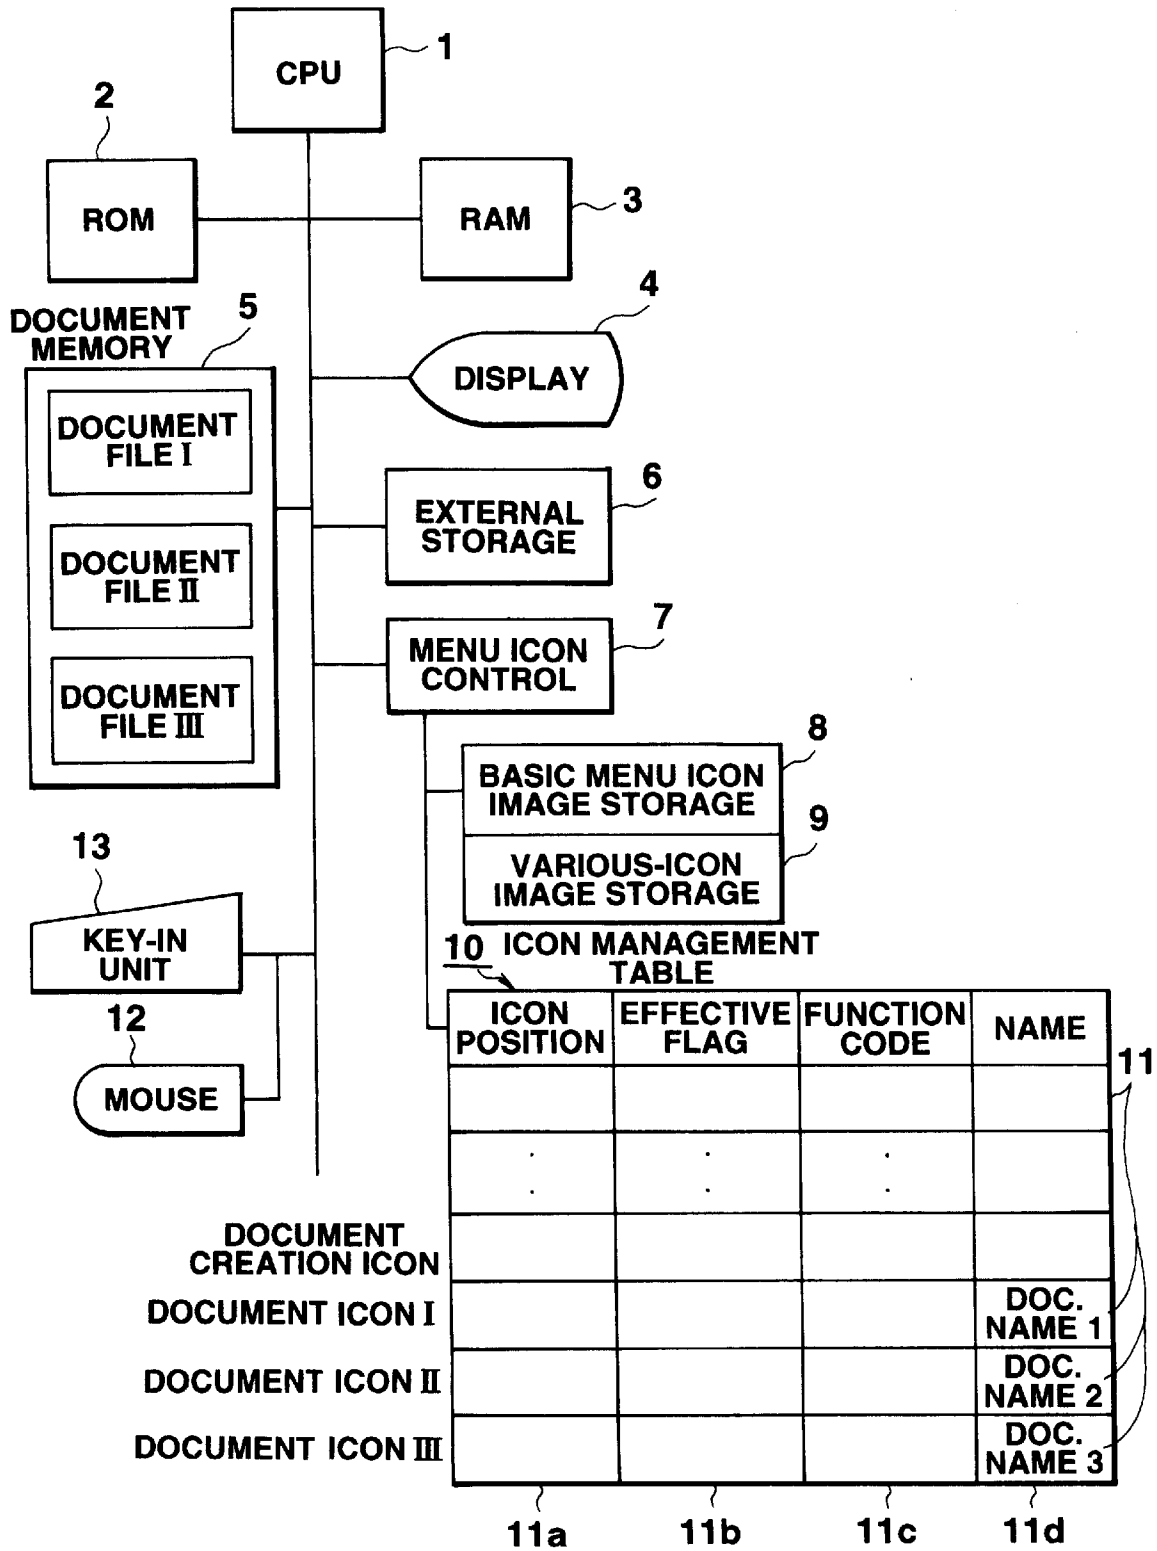 1
CPU
2
ROM
RAM
3
4
DISPLAY
DOCUMENT
MEMORY
5
DOCUMENT
FILE I
DOCUMENT
FILE II
DOCUMENT
FILE III
6
EXTERNAL
STORAGE
7
MENU ICON
CONTROL
8
BASIC MENU ICON
IMAGE STORAGE
9
VARIOUS-ICON
IMAGE STORAGE
13
KEY-IN
UNIT
12
MOUSE
10 ICON MANAGEMENT
TABLE
ICON
POSITION
EFFECTIVE
FLAG
FUNCTION
CODE
NAME
11
DOCUMENT
CREATION ICON
DOCUMENT ICON I
DOC.
NAME 1
DOCUMENT ICON II
DOC.
NAME 2
DOCUMENT ICON III
DOC.
NAME 3
11a 11b 11c 11d